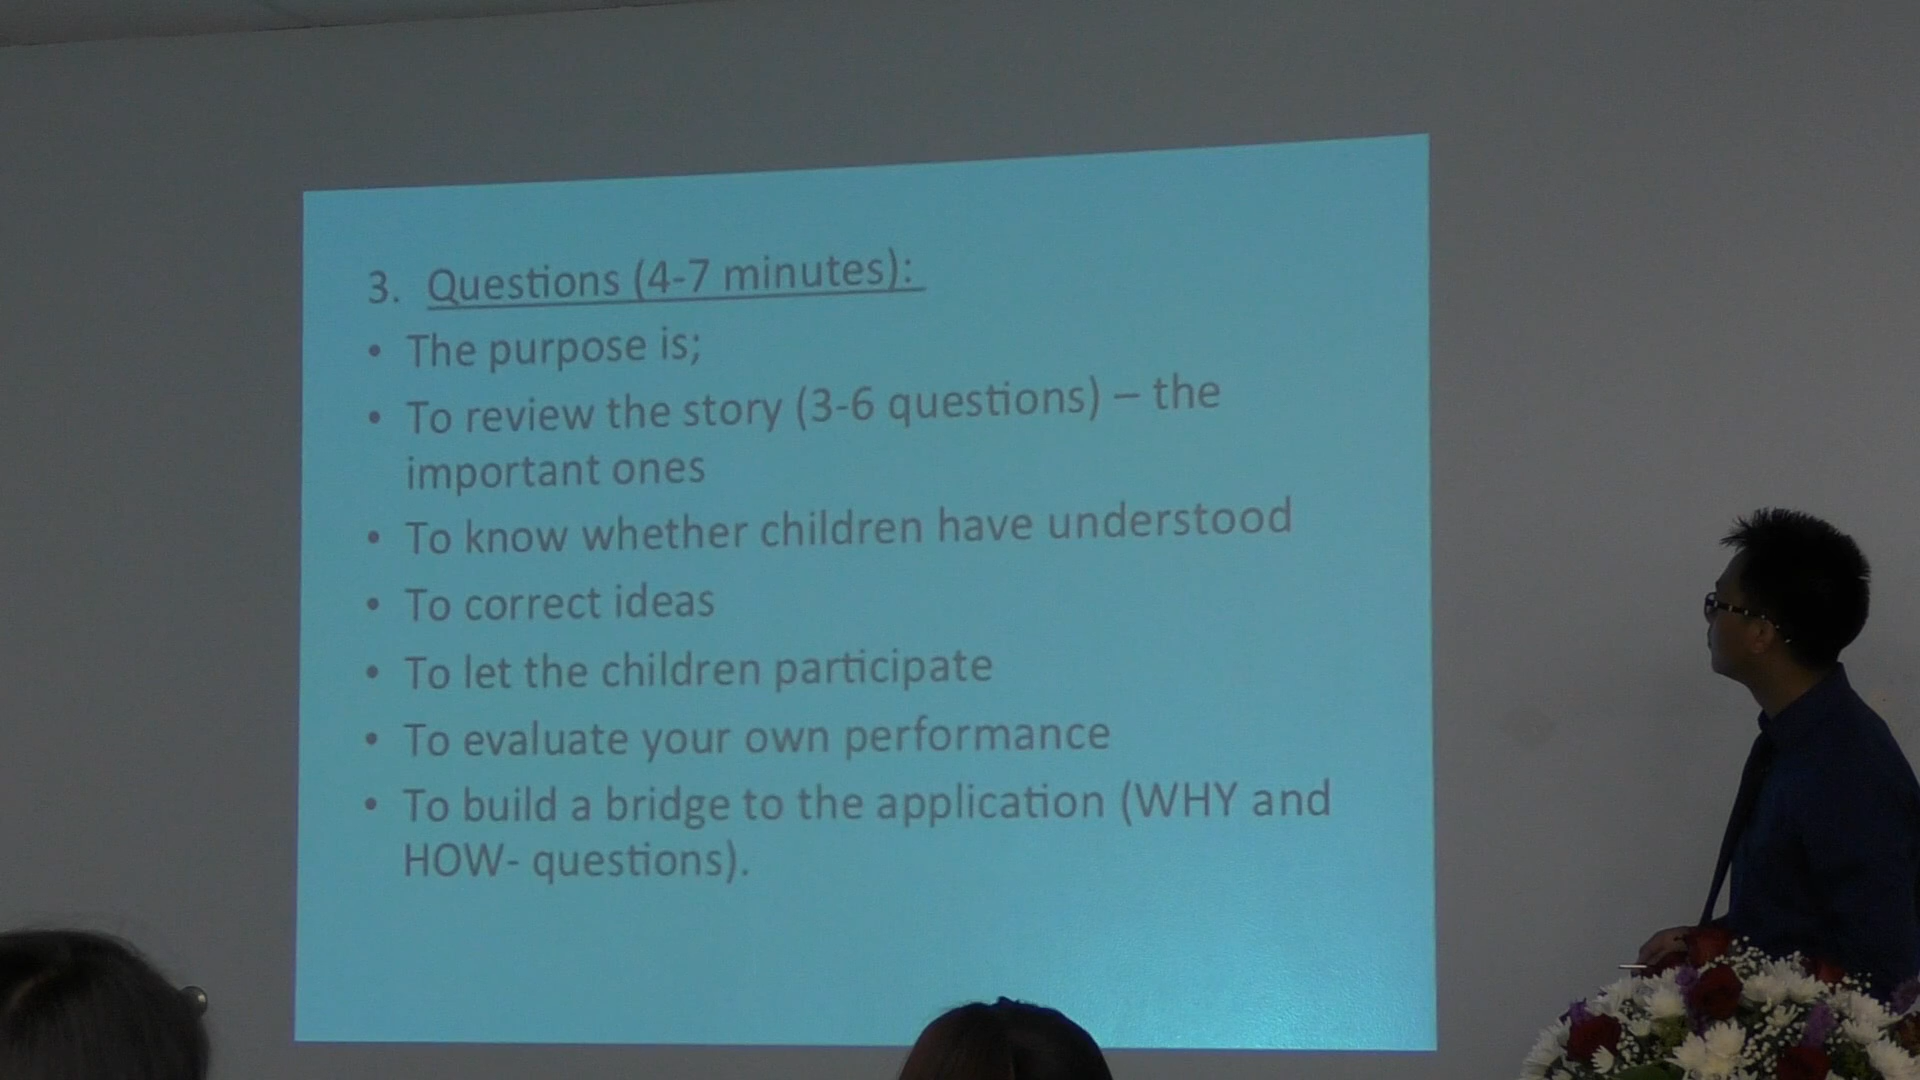 3. Questions (4-7 minutes):
• The purpose is;
• To review the story (3-6 questions) – the
important ones
• To know whether children have understood
• To correct ideas
• To let the children participate
• To evaluate your own performance
• To build a bridge to the application (WHY and
HOW- questions).